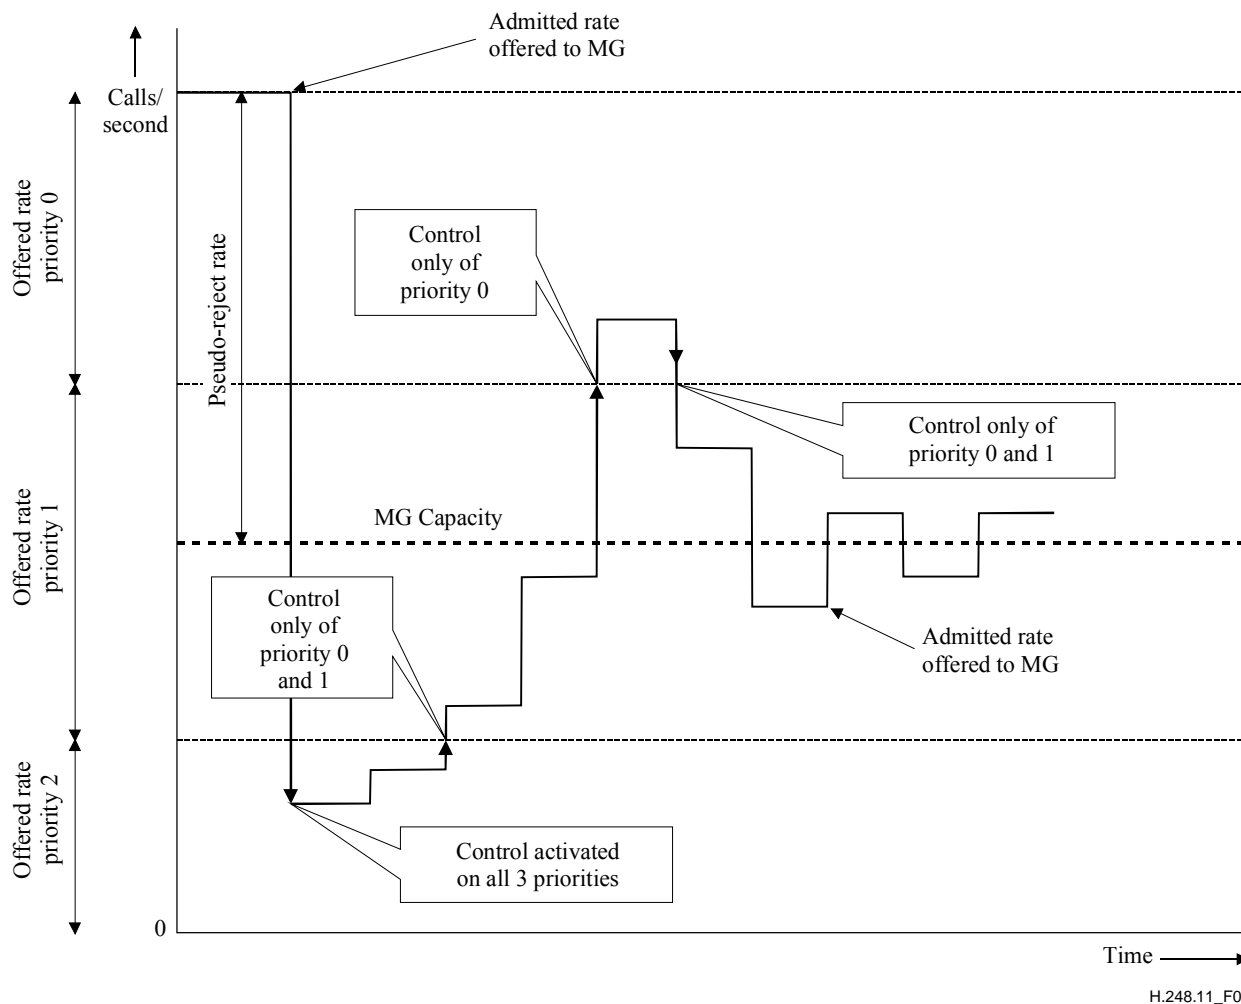 Admitted rate
offered to MG
Calls/
second
Offered rate
priority 0
Pseudo-reject rate
Control
only of
priority 0
Control only of
priority 0 and 1
Offered rate
priority 1
MG Capacity
Control
only of
priority 0
and 1
Admitted rate
offered to MG
Offered rate
priority 2
Control activated
on all 3 priorities
0
Time
H.248.11_F0